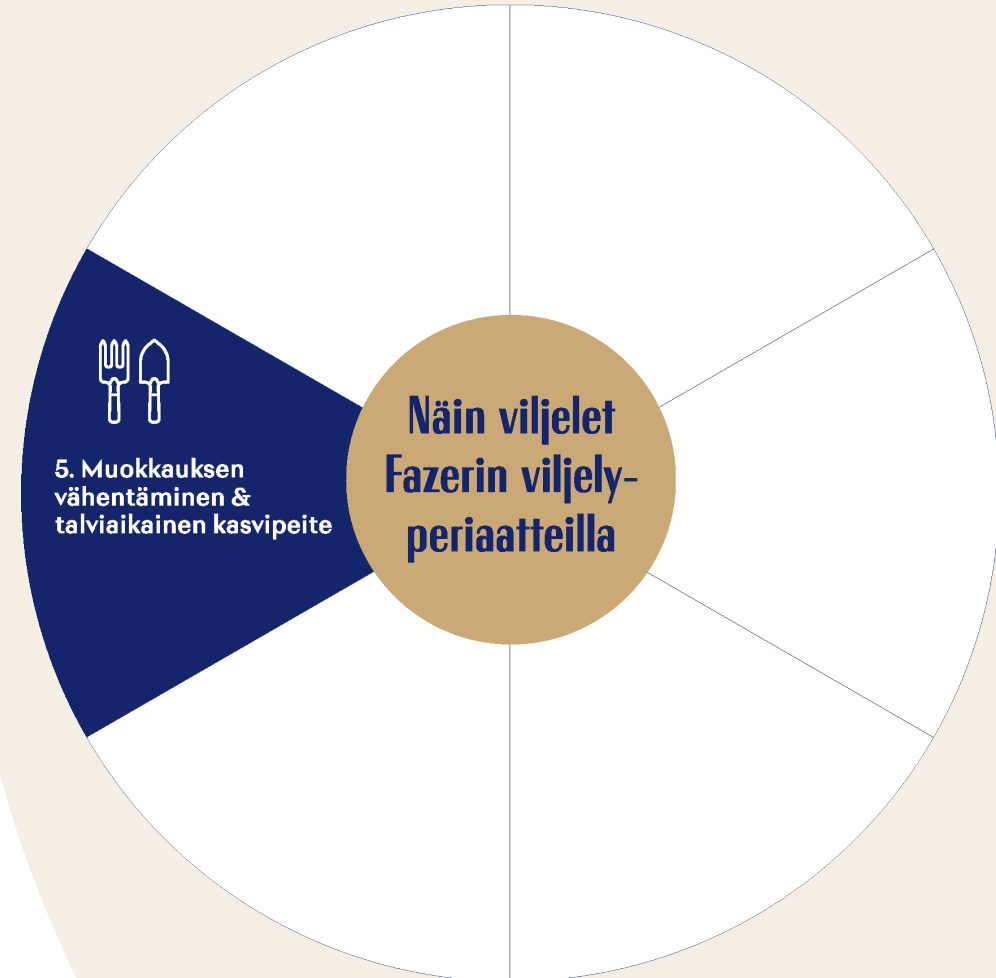 5. Muokkauksen
vähentäminen &
talviaikainen kasvipeite
Näin viljelet
Fazerin viljely-
periaatteilla